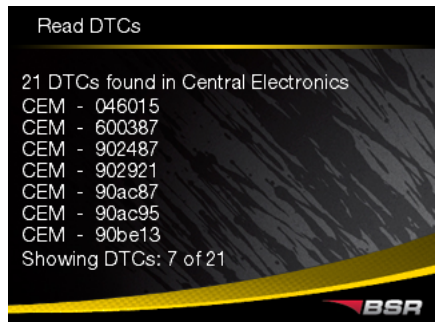 Read DTCs
21 DTCs found in Central Electronics
CEM - 046015
CEM - 600387
CEM - 902487
CEM - 902921
CEM - 90ac87
CEM - 90ac95
CEM - 90be13
Showing DTCs: 7 of 21
BSR